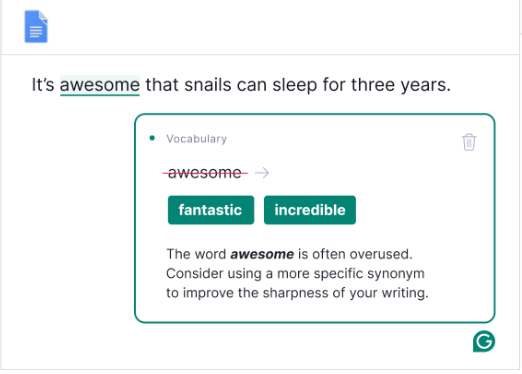 It’s awesome that snails can sleep for three years.
Vocabulary
awesome
fantastic incredible
The word awesome is often overused.
Consider using a more specific synonym
to improve the sharpness of your writing.
G